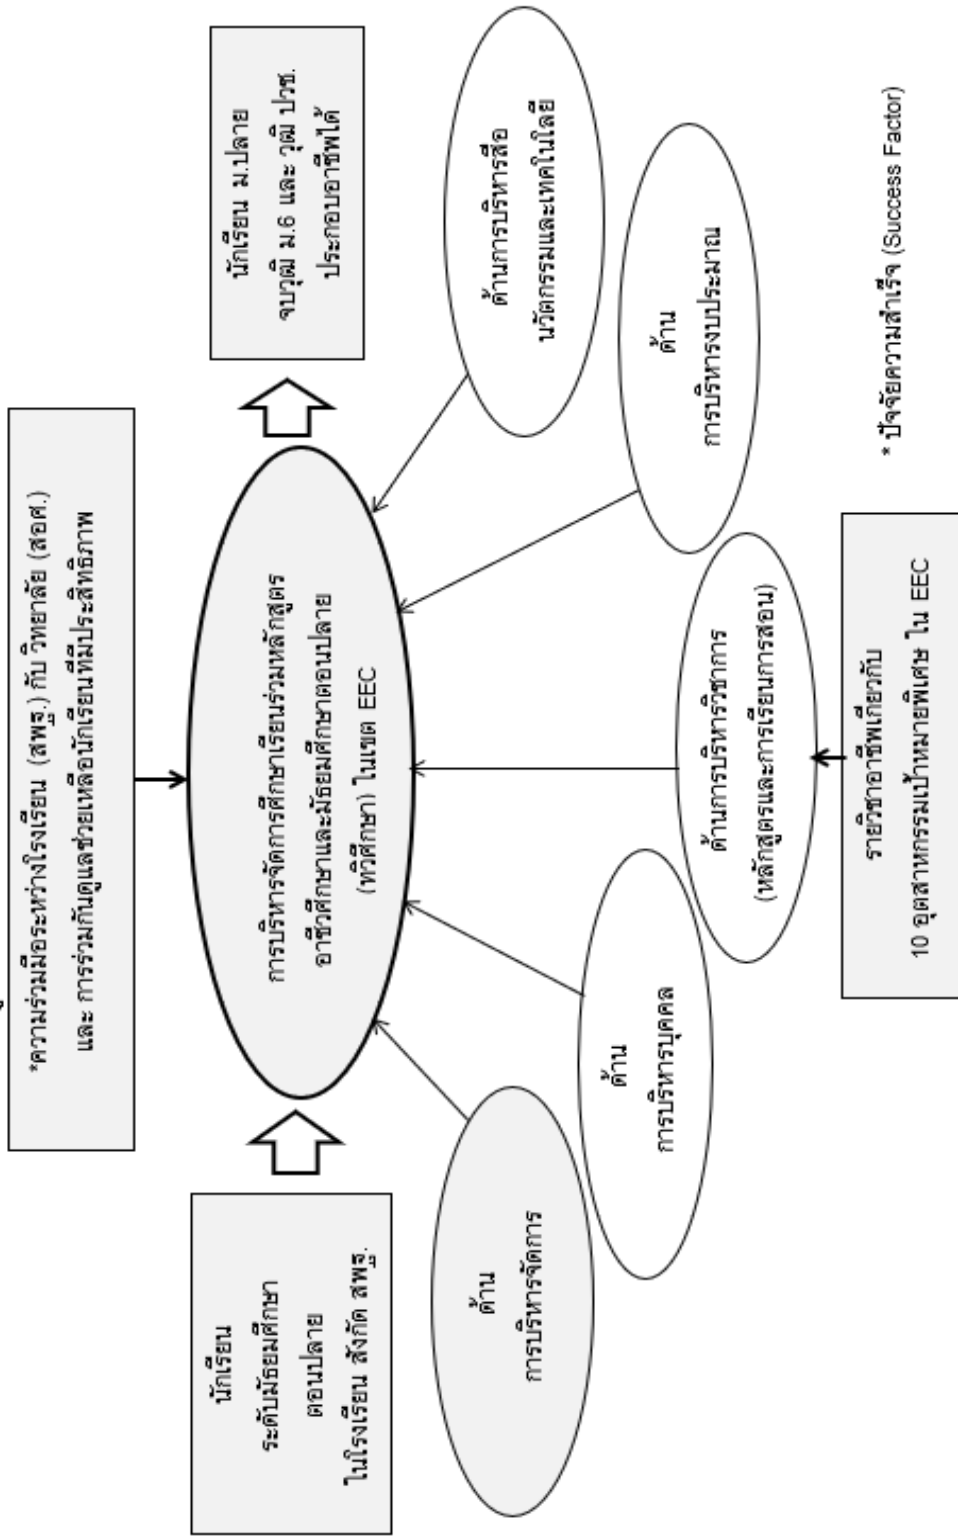 *ความร่วมมือระหว่างโรงเรียน (สพฐ.) กับ วิทยาลัย (สอศ.)
และ การร่วมกันดูแลช่วยเหลือนักเรียนที่มีประสิทธิภาพ
นักเรียน
ระดับมัธยมศึกษา
ตอนปลาย
ในโรงเรียน สังกัด สพฐ.
การบริหารจัดการศึกษาเรียนร่วมหลักสูตร
อาชีวศึกษาและมัธยมศึกษาตอนปลาย
(ทวิศึกษา) ในเขต EEC
นักเรียน ม.ปลาย
จบวุฒิ ม.6 และ วุฒิ ปวช.
ประกอบอาชีพได้
ด้าน
การบริหารจัดการ
ด้าน
การบริหารบุคคล
ด้านการบริหารวิชาการ
(หลักสูตรและการเรียนการสอน)
ด้าน
การบริหารงบประมาณ
ด้านการบริหารสื่อ
นวัตกรรมและเทคโนโลยี
รายวิชาอาชีพเกี่ยวกับ
10 อุตสาหกรรมเป้าหมายพิเศษ ใน EEC
* ปัจจัยความสำเร็จ (Success Factor)